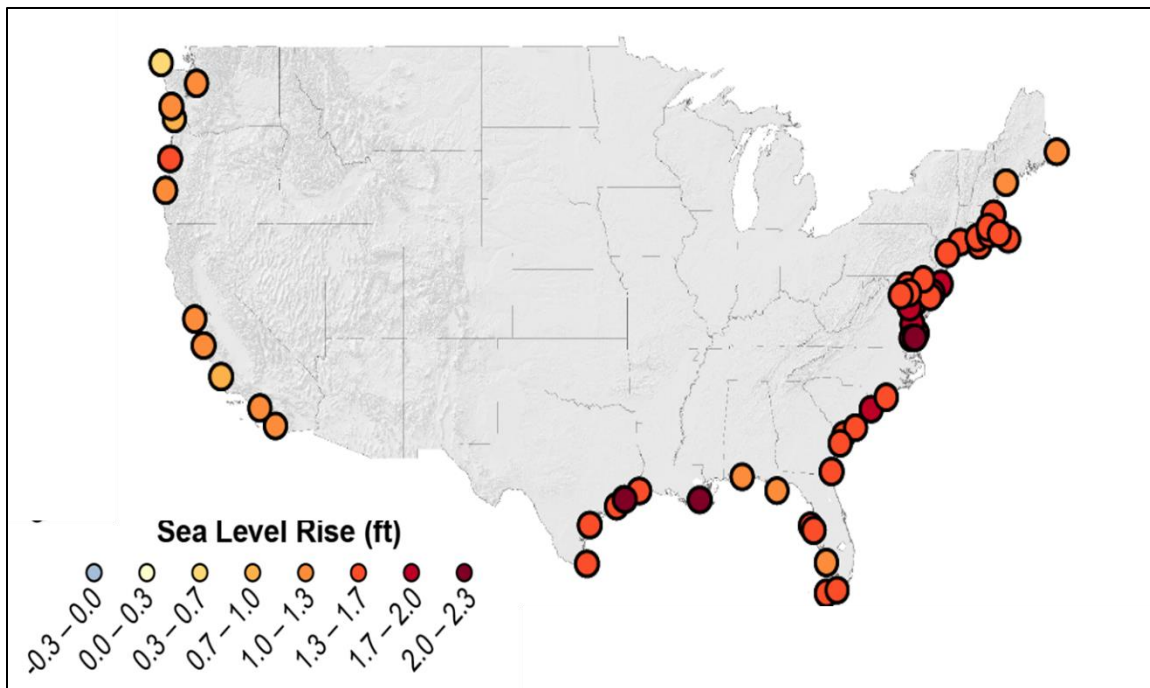 Sea Level Rise (ft)
-0.3 – 0.0
0.0 – 0.3
0.3 – 0.7
0.7 – 1.0
1.0 – 1.3
1.3 – 1.7
1.7 – 2.0
2.0 – 2.3